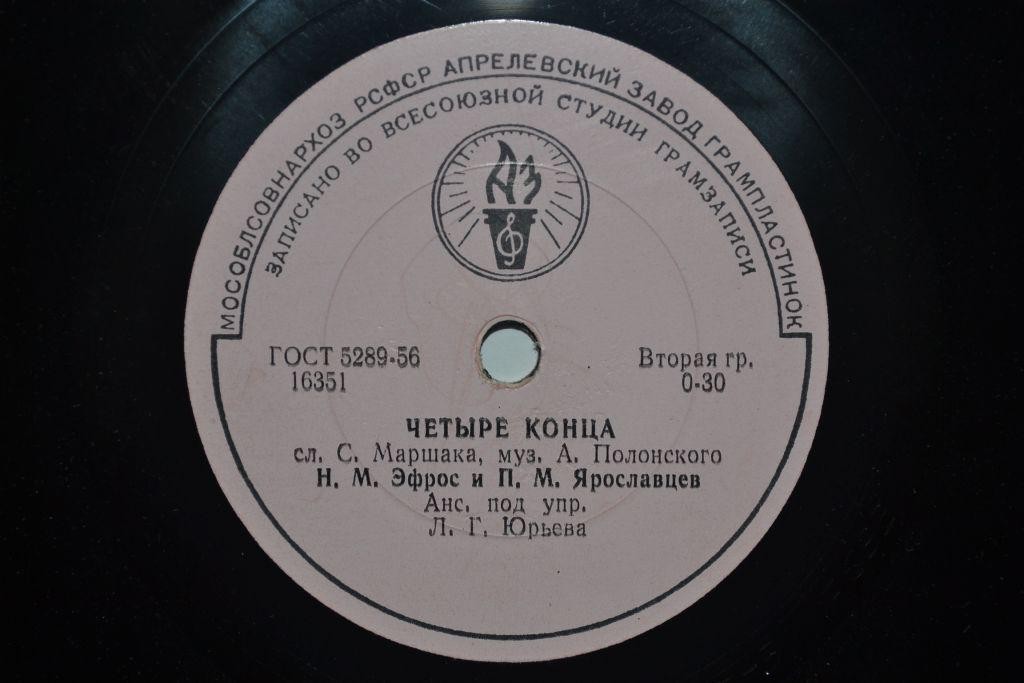 МОСОБЛСОВНАРХОЗ РСФСР АПРЕЛЕВСКИЙ ЗАВОД ГРАМПЛАСТИНОК
ЗАПИСАНО ВО ВСЕСОЮЗНОЙ СТУДИИ ГРАМЗАПИСИ
АЗ
ГОСТ 5289-56
16351
Вторая гр.
0-30
ЧЕТЫРЕ КОНЦА
сл. С. Маршака, муз. А. Полонского
Н. М. Эфрос и П. М. Ярославцев
Анс. под упр.
Л. Г. Юрьева